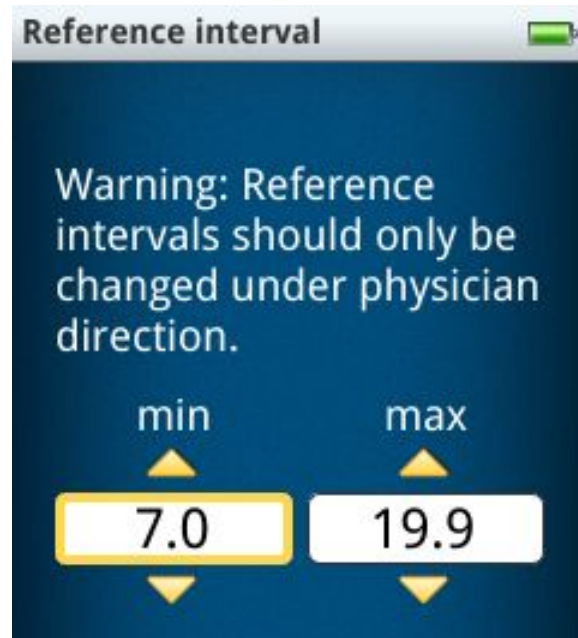 Reference interval
Warning: Reference
intervals should only be
changed under physician
direction.
min max
7.0 19.9